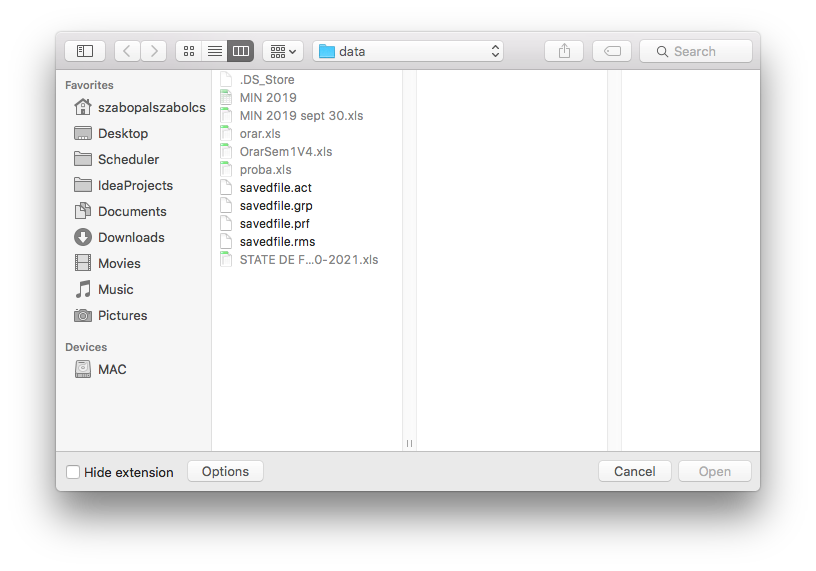 data
Search
Favorites
szabopalszabolcs
Desktop
Scheduler
IdeaProjects
Documents
Downloads
Movies
Music
Pictures
Devices
MAC
.DS_Store
MIN 2019
MIN 2019 sept 30.xls
orar.xls
OrarSem1V4.xls
proba.xls
savedfile.act
savedfile.grp
savedfile.prf
savedfile.rms
STATE DE F...0-2021.xls
Hide extension
Options
Cancel
Open